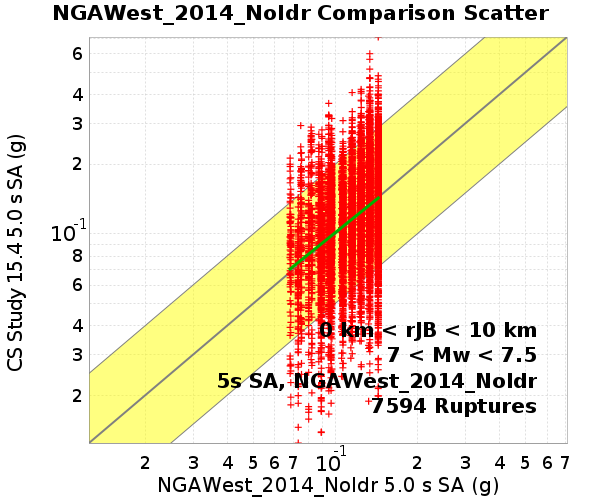 NGAWest_2014_NoIdr Comparison Scatter
CS Study 15.4 5.0 s SA (g)
6
4
3
2
10-1
8
6
4
3
2
0 km < rJB < 10 km
7 < Mw < 7.5
5s SA, NGAWest_2014_NoIdr
7594 Ruptures
2 3 4 5 6 7 10-1 2 3 4 5 6 7
NGAWest_2014_NoIdr 5.0 s SA (g)